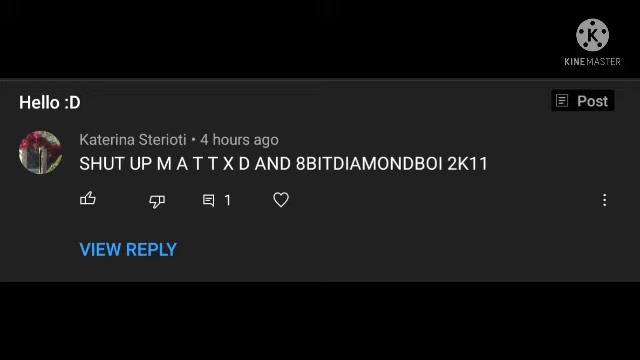 KINEMASTER
Hello :D
Post
Katerina Sterioti • 4 hours ago
SHUT UP M A T T X D AND 8BITDIAMONDBOI 2K11
1
VIEW REPLY